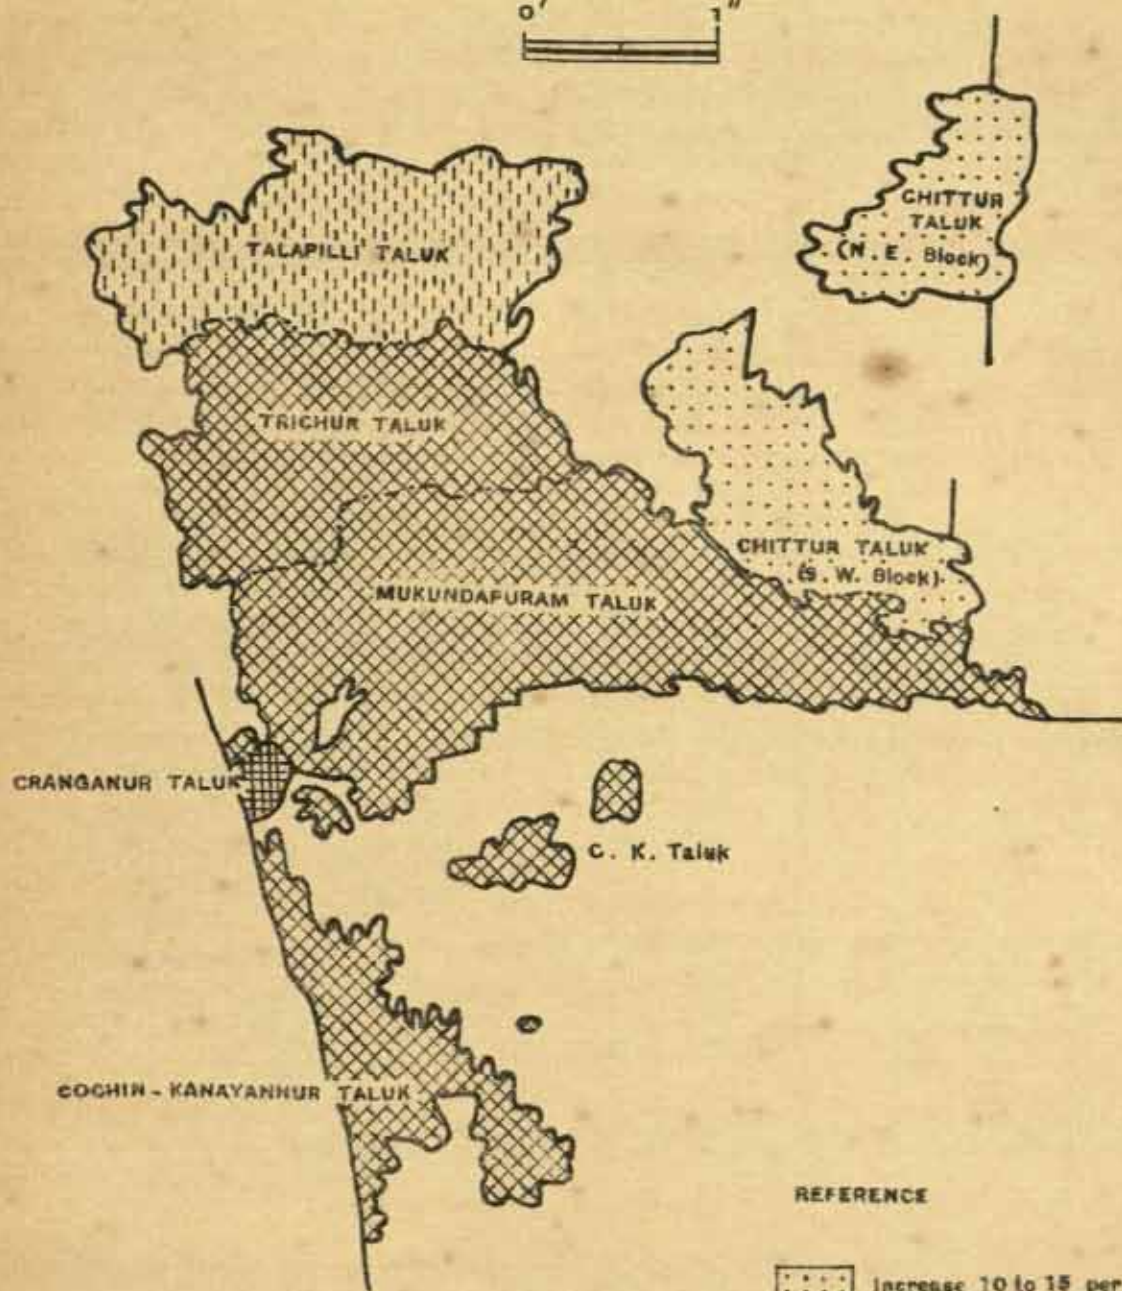 0' 1"
CHITTUR
TALUK
(N. E. Block)
TALAPILLI TALUK
TRICHUR TALUK
CHITTUR TALUK
(S. W. Block)
MUKUNDAPURAM TALUK
CRANGANUR TALUK
C. K. Taluk
COCHIN - KANAYANNUR TALUK
REFERENCE
Increase 10 to 15 per